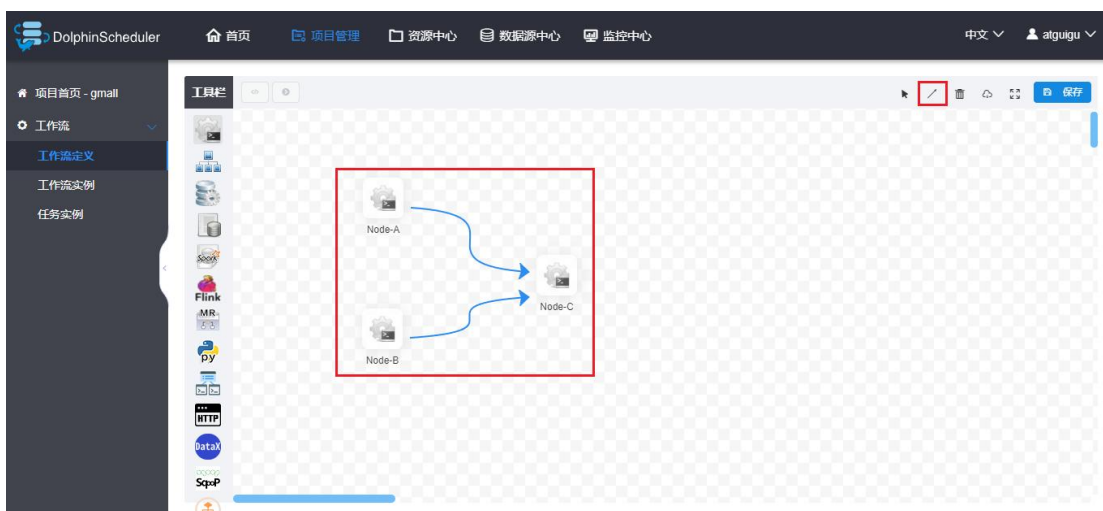 DolphinScheduler
首页
项目管理
资源中心
数据源中心
监控中心
中文
atguigu
项目首页 - gmall
工作流
工作流定义
工作流实例
任务实例
工具栏
保存
Spark
Flink
MR
py
HTTP
DataX
SqooP
Node-A
Node-C
Node-B